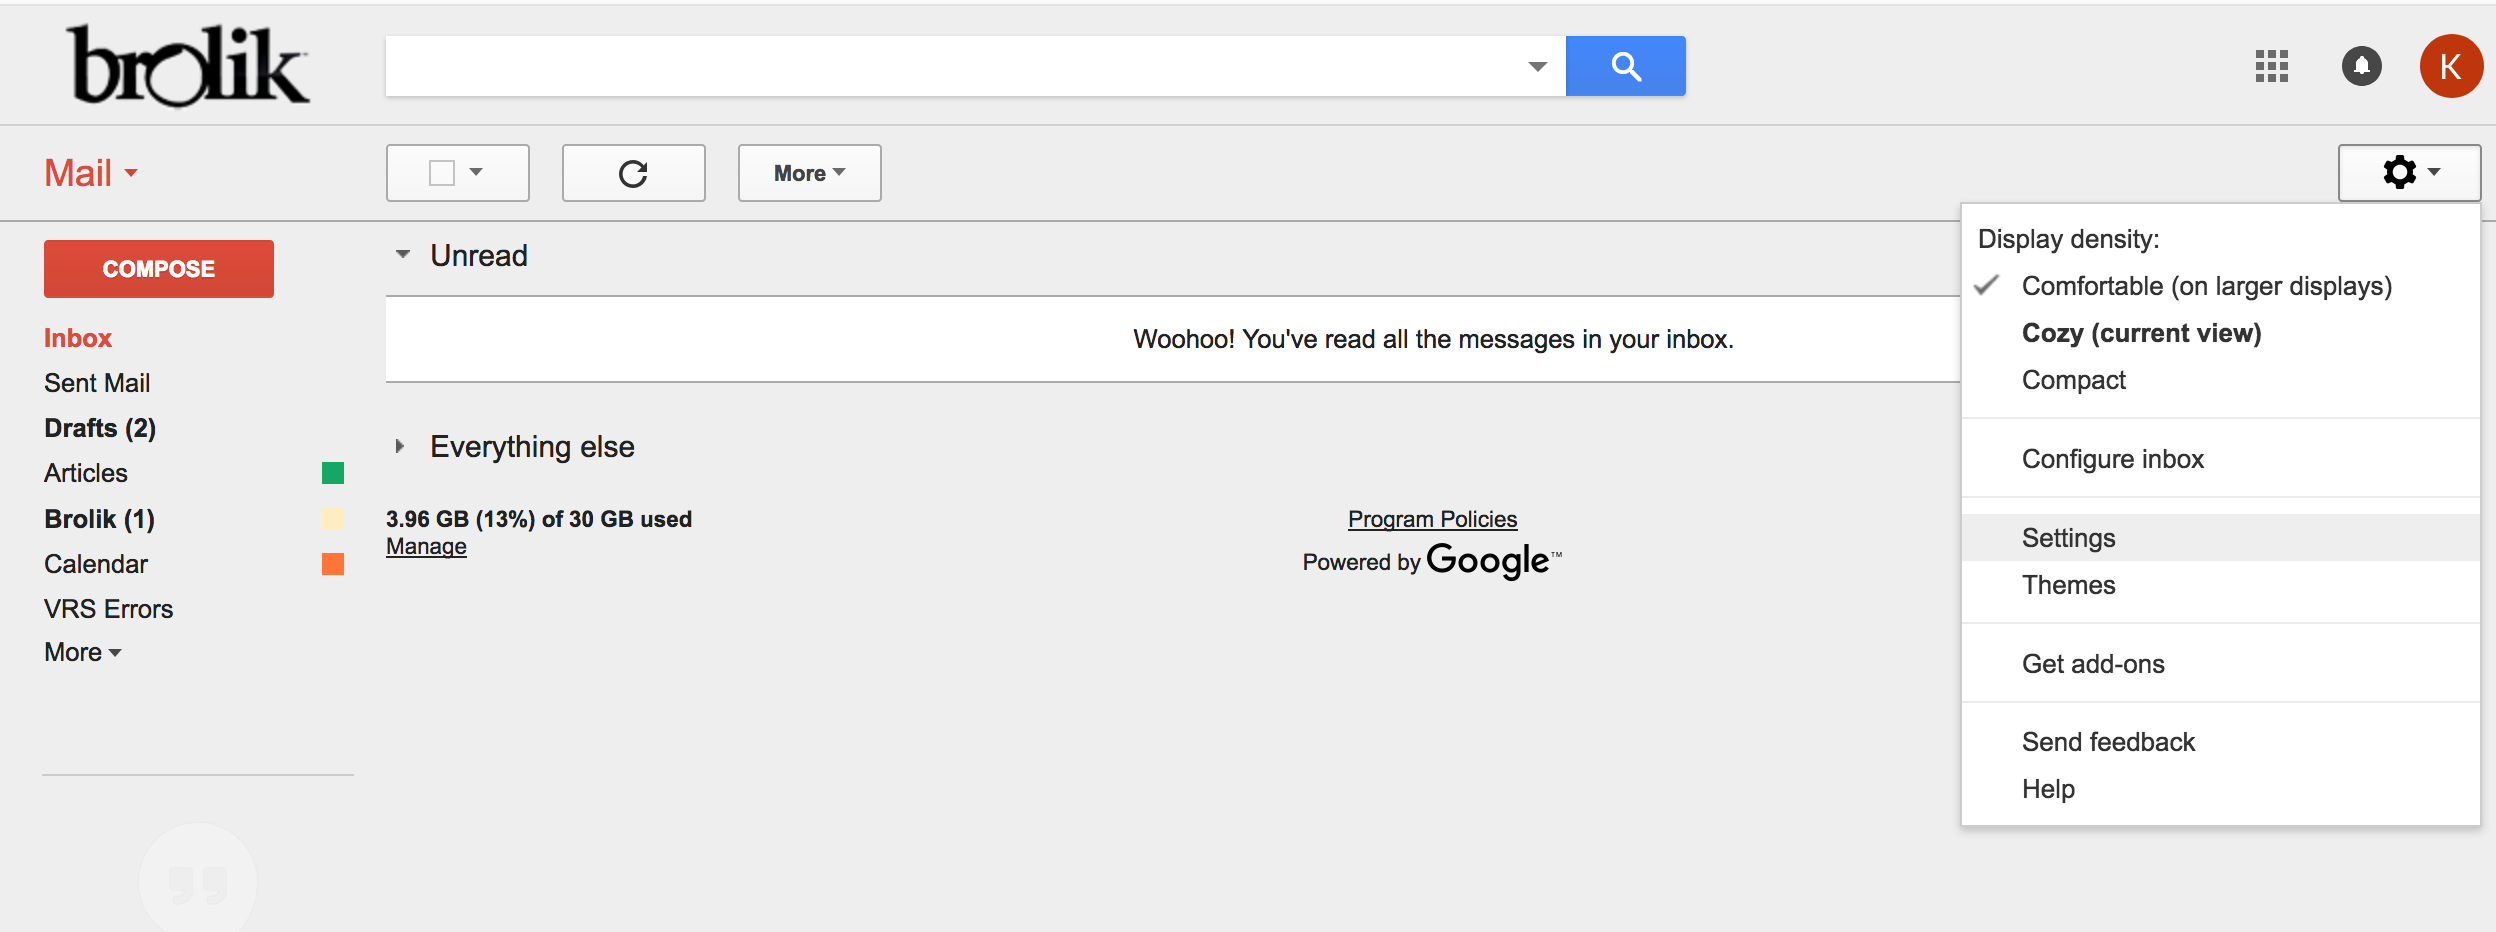 brolik
K
Mail
More
COMPOSE
Inbox
Sent Mail
Drafts (2)
Articles
Brolik (1)
Calendar
VRS Errors
More
Unread
Woohoo! You've read all the messages in your inbox.
Everything else
3.96 GB (13%) of 30 GB used
Manage
Program Policies
Powered by Google™
Display density:
Comfortable (on larger displays)
Cozy (current view)
Compact
Configure inbox
Settings
Themes
Get add-ons
Send feedback
Help